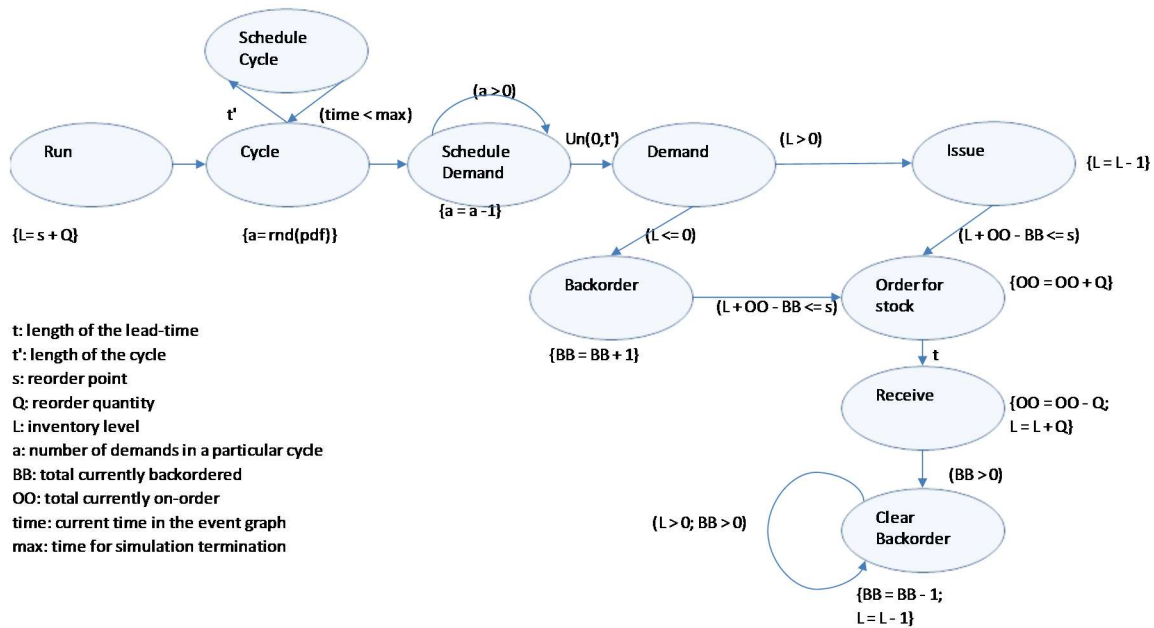 Schedule
Cycle
t'
(time < max)
(a > 0)
Run
Cycle
Schedule
Demand
Un(0,t')
Demand
(L > 0)
Issue
{L = L - 1}
{L= s + Q}
{a= rnd(pdf)}
{a = a -1}
(L <= 0)
(L + OO - BB <= s)
Backorder
(L + OO - BB <= s)
Order for
stock
{OO = OO + Q}
{BB = BB + 1}
t
Receive
{OO = OO - Q;
L = L + Q}
(BB > 0)
(L > 0; BB > 0)
Clear
Backorder
{BB = BB - 1;
L = L - 1}
t: length of the lead-time
t': length of the cycle
s: reorder point
Q: reorder quantity
L: inventory level
a: number of demands in a particular cycle
BB: total currently backordered
OO: total currently on-order
time: current time in the event graph
max: time for simulation termination